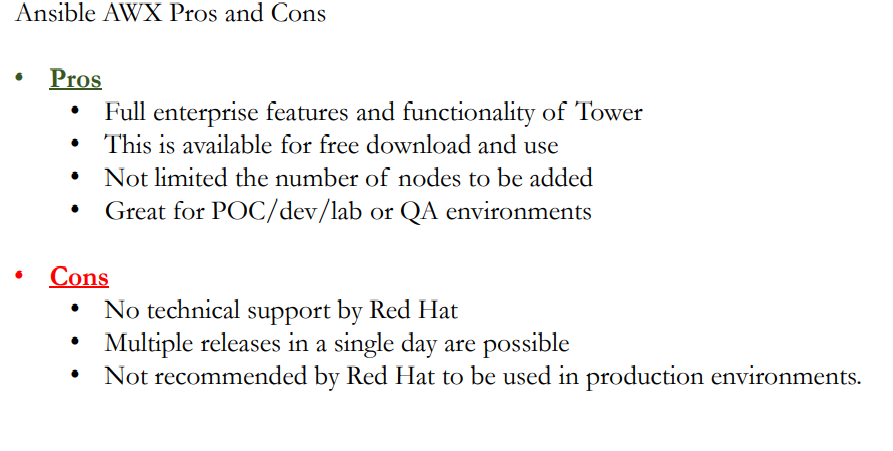 Ansible AWX Pros and Cons
• Pros
• Full enterprise features and functionality of Tower
• This is available for free download and use
• Not limited the number of nodes to be added
• Great for POC/dev/lab or QA environments
• Cons
• No technical support by Red Hat
• Multiple releases in a single day are possible
• Not recommended by Red Hat to be used in production environments.